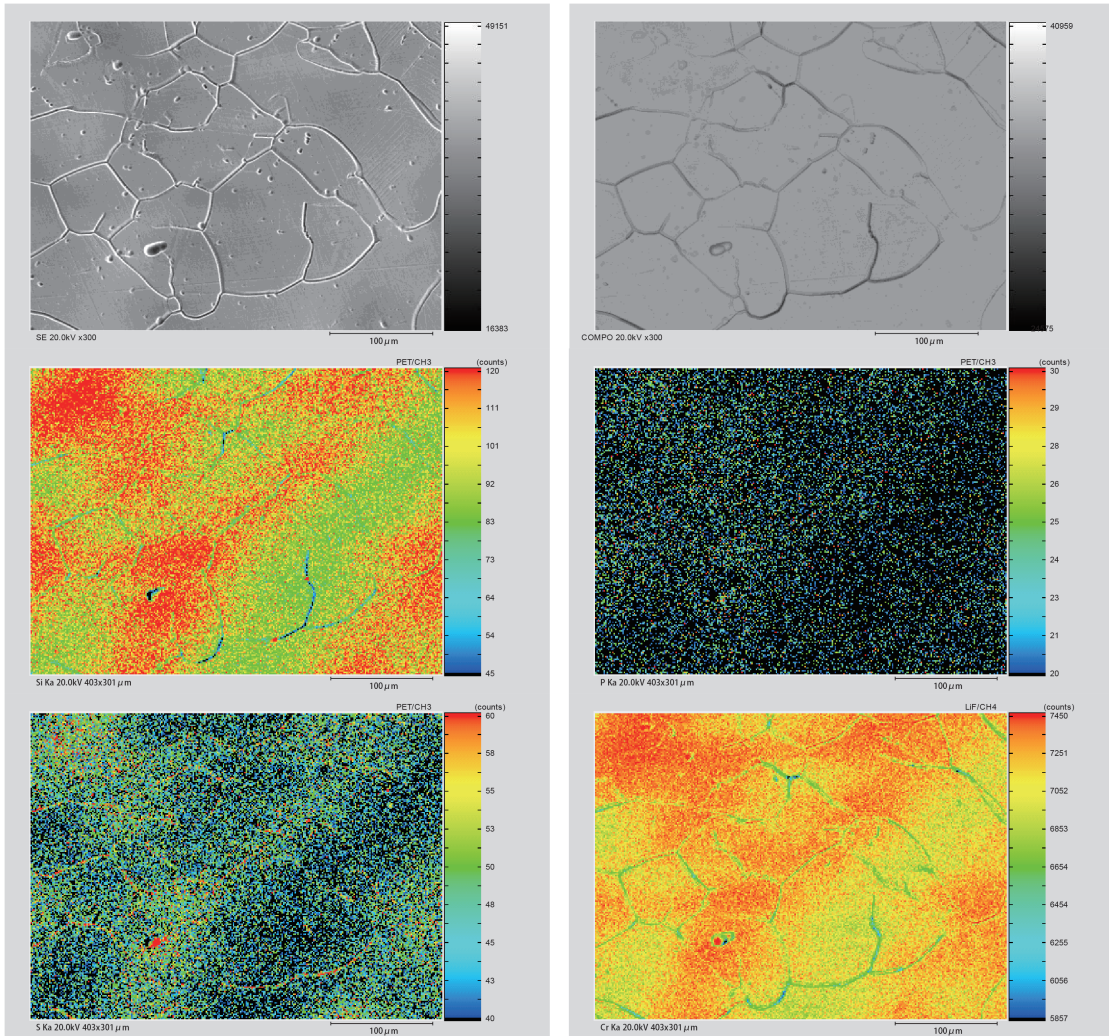 49151
16383
SE 20.0kV x300
100 μm
40959
COMPO 20.0kV x300
100 μm
PET/CH3 (counts)
120
111
101
92
83
73
64
54
45
Si Ka 20.0kV 403x301 μm
100 μm
PET/CH3 (counts)
30
29
28
26
25
24
23
21
20
P Ka 20.0kV 403x301 μm
100 μm
PET/CH3 (counts)
60
58
55
53
50
48
45
43
40
S Ka 20.0kV 403x301 μm
100 μm
LiF/CH4 (counts)
7450
7251
7052
6853
6654
6454
6255
6056
5857
Cr Ka 20.0kV 403x301 μm
100 μm